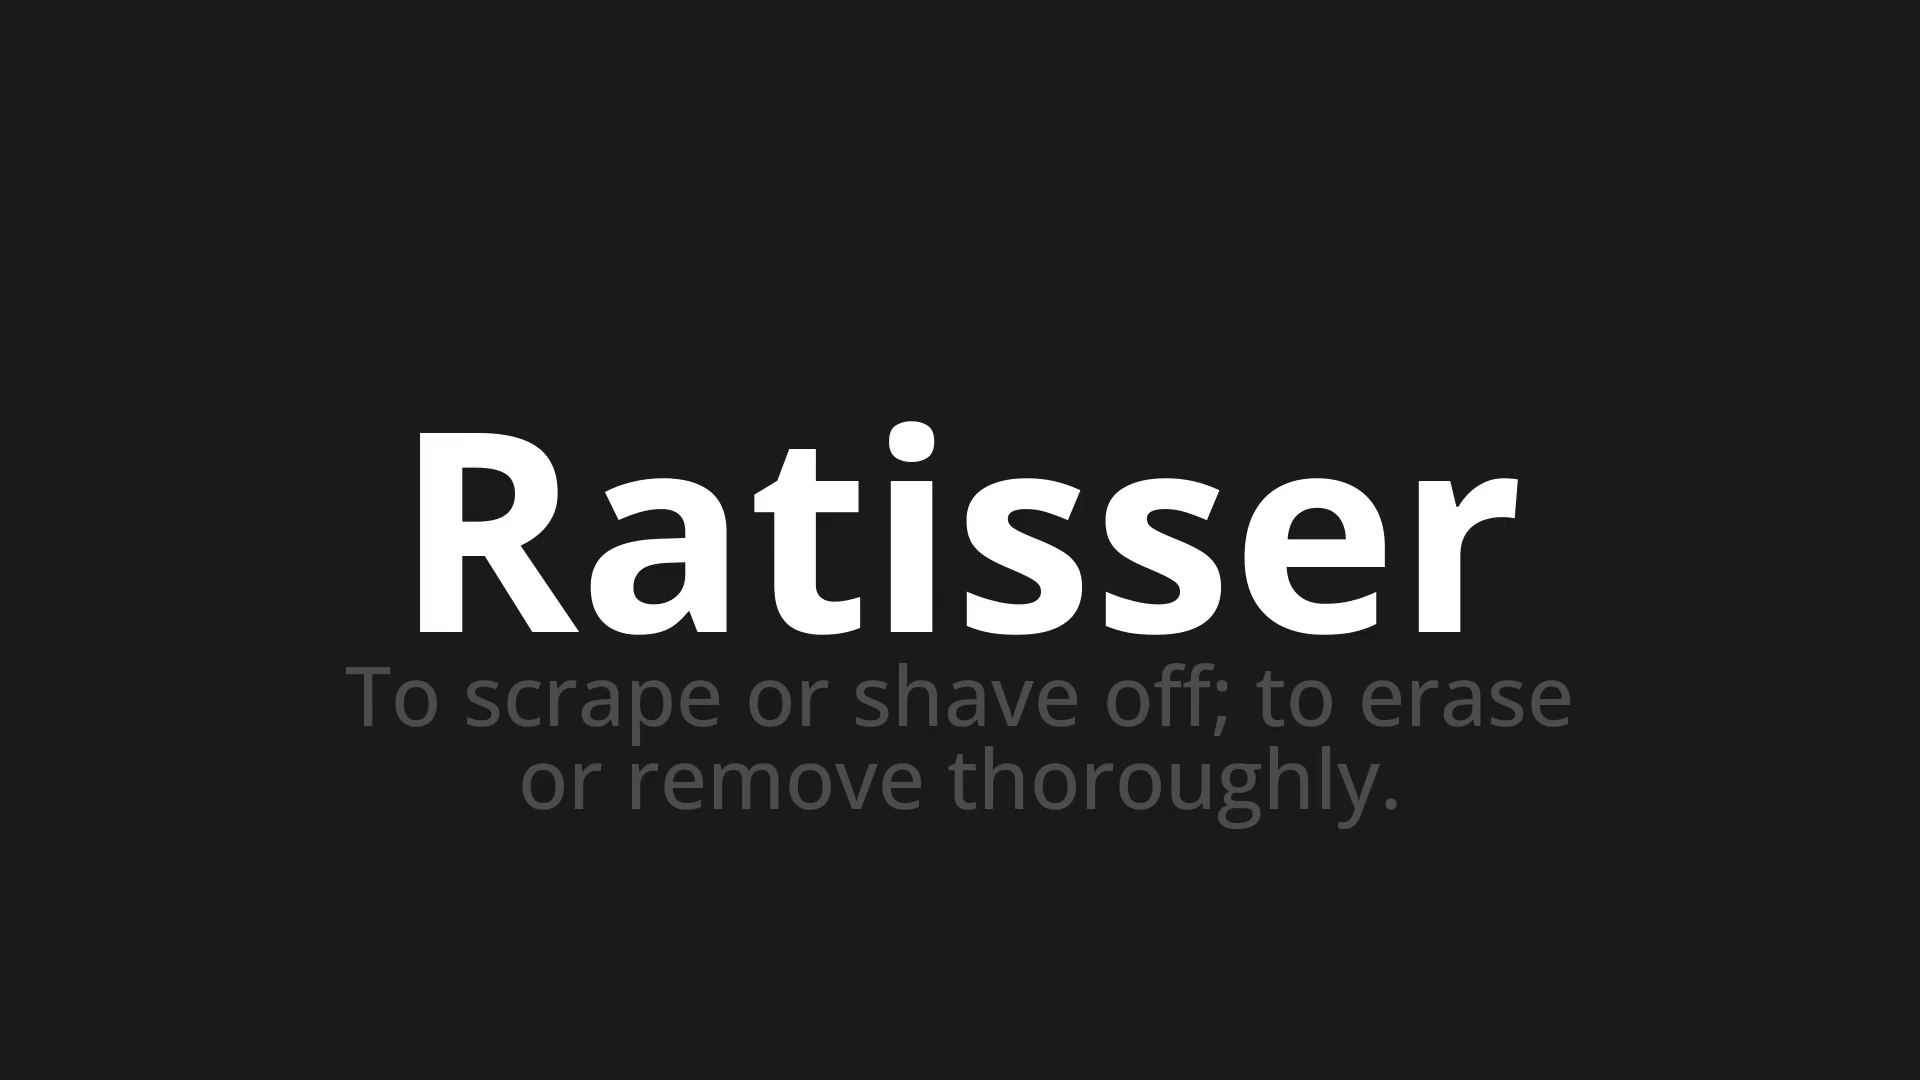 Ratisser
To scrape or shave off; to erase
or remove thoroughly.